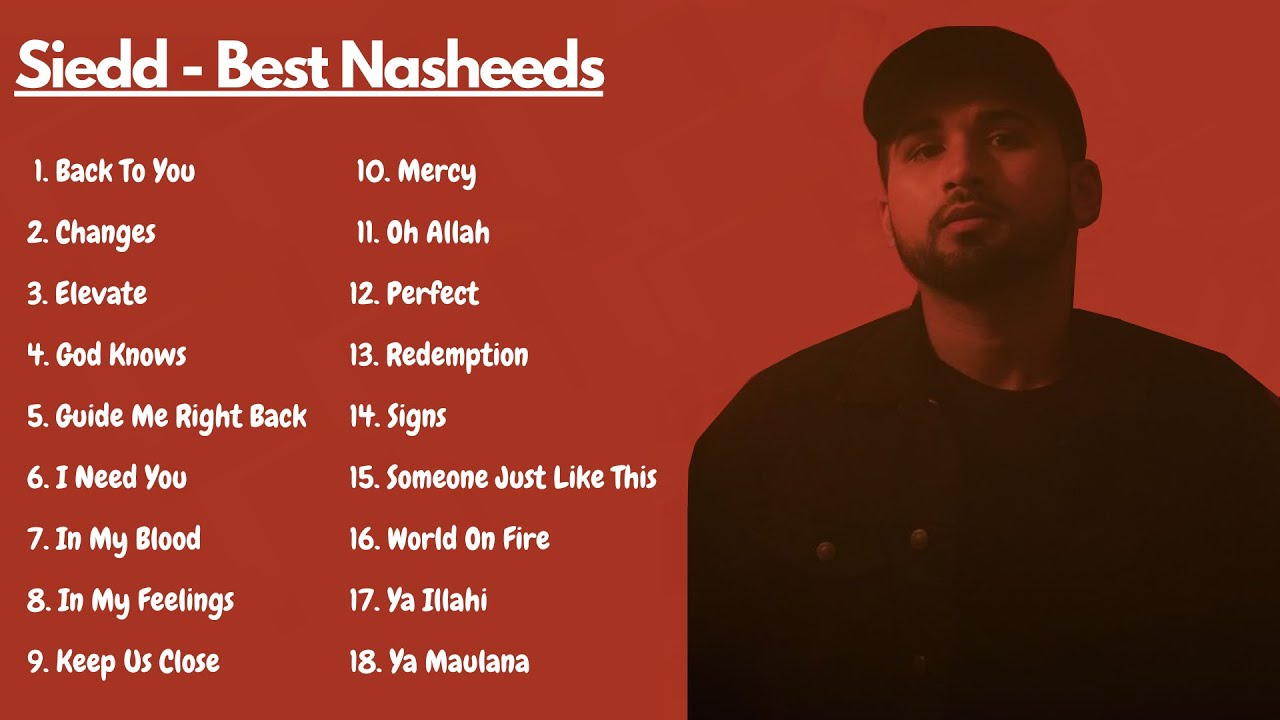 Siedd - Best Nasheeds
1. Back To You
2. Changes
3. Elevate
4. God Knows
5. Guide Me Right Back
6. I Need You
7. In My Blood
8. In My Feelings
9. Keep Us Close
10. Mercy
11. Oh Allah
12. Perfect
13. Redemption
14. Signs
15. Someone Just Like This
16. World On Fire
17. Ya Illahi
18. Ya Maulana